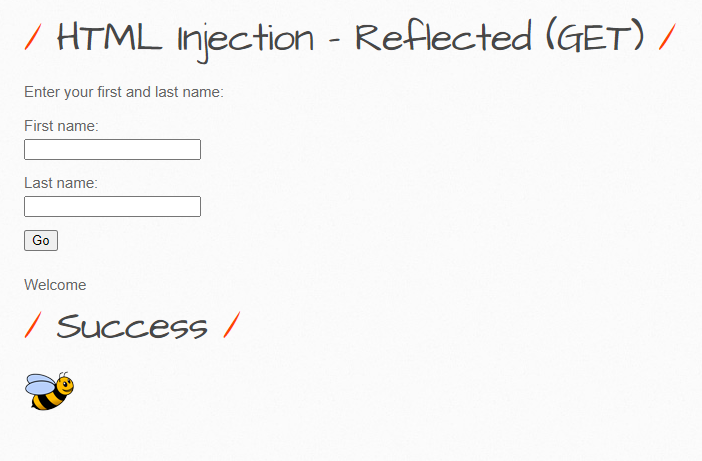 / HTML Injection - Reflected (GET) /
Enter your first and last name:
First name:
Last name:
Go
Welcome
/ Success /